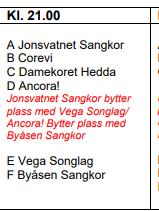 Kl. 21.00
A Jonsvatnet Sangkor
B Corevi
C Damekoret Hedda
D Ancora!
Jonsvatnet Sangkor bytter
plass med Vega Songlag/
Ancora! Bytter plass med
Byåsen Sangkor
E Vega Songlag
F Byåsen Sangkor